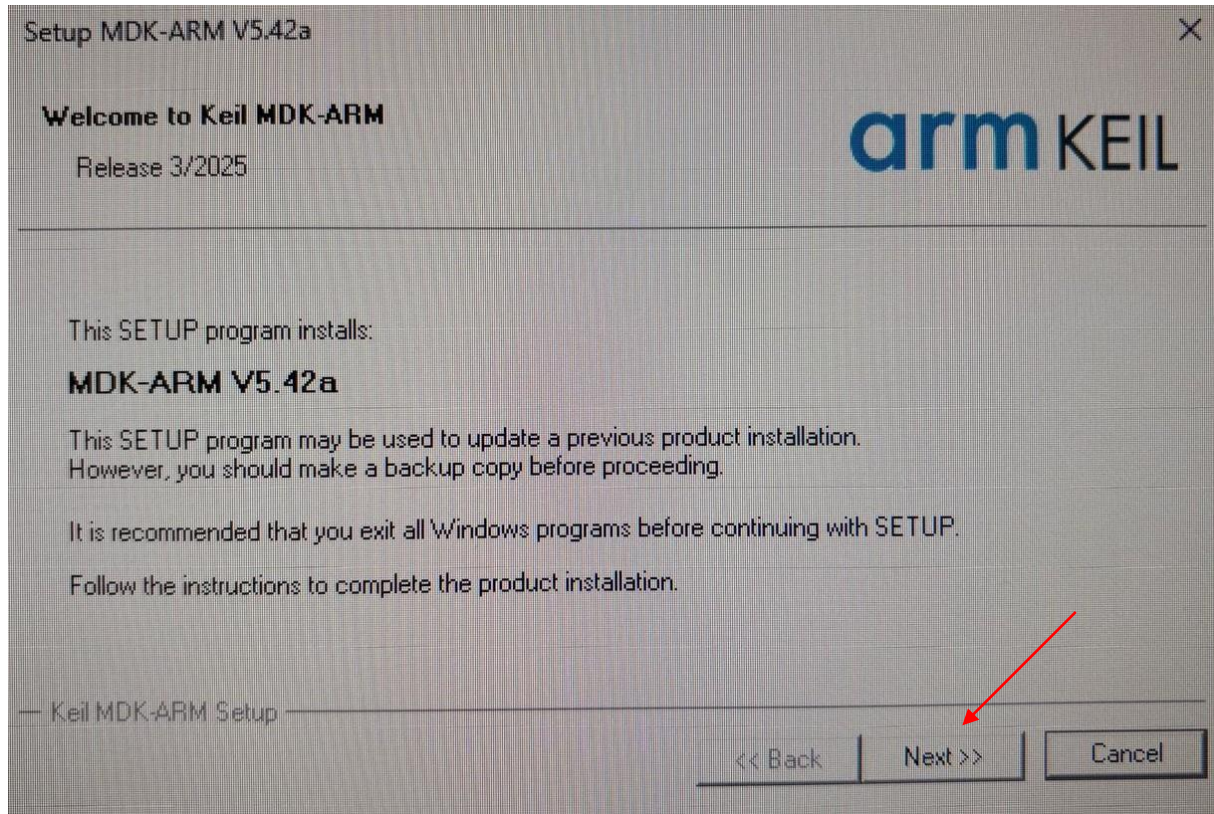 Setup MDK-ARM V5.42a
Welcome to Keil MDK-ARM
Release 3/2025
arm KEIL
This SETUP program installs:
MDK-ARM V5.42a
This SETUP program may be used to update a previous product installation.
However, you should make a backup copy before proceeding.
It is recommended that you exit all Windows programs before continuing with SETUP.
Follow the instructions to complete the product installation.
Keil MDK-ARM Setup
<< Back
Next >>
Cancel